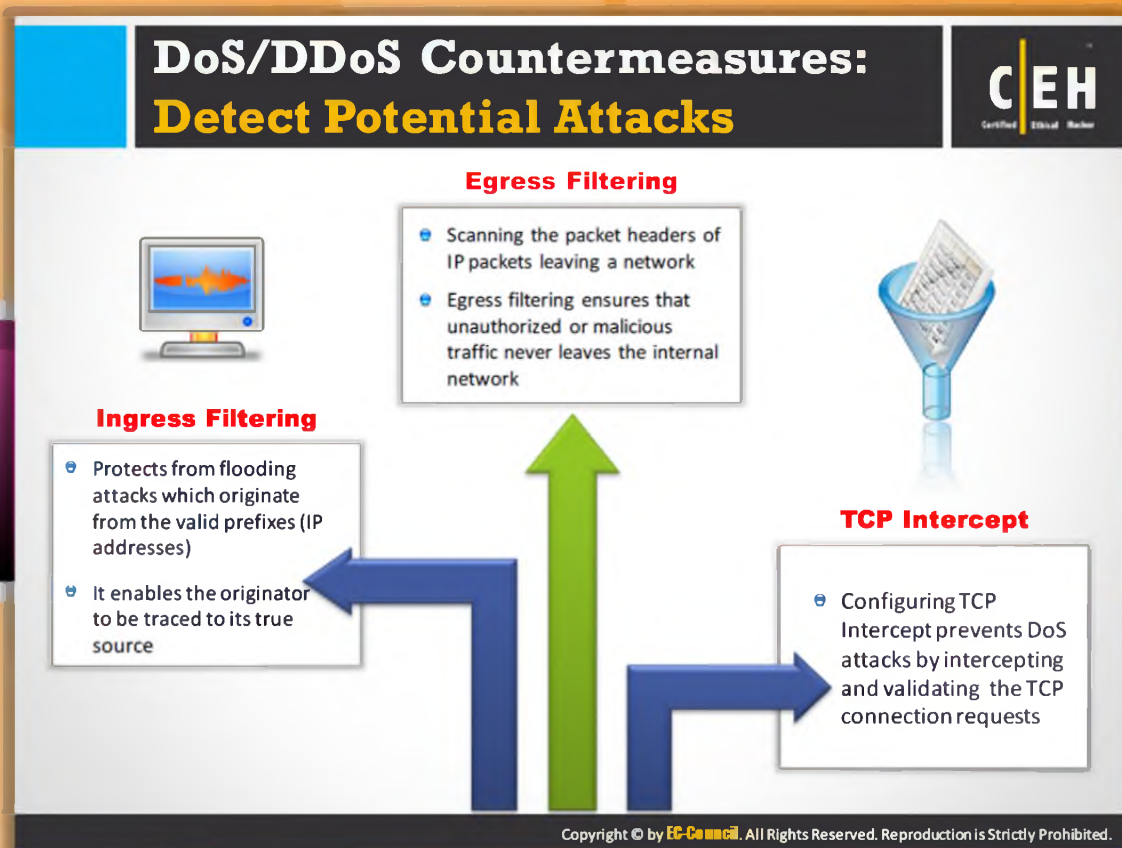 DoS/DDoS Countermeasures:
Detect Potential Attacks
C|EH
Certified Ethical Hacker
Egress Filtering
Scanning the packet headers of
IP packets leaving a network
Egress filtering ensures that
unauthorized or malicious
traffic never leaves the internal
network
Ingress Filtering
Protects from flooding
attacks which originate
from the valid prefixes (IP
addresses)
It enables the originator
to be traced to its true
source
TCP Intercept
Configuring TCP
Intercept prevents DoS
attacks by intercepting
and validating the TCP
connection requests
Copyright © by EC-Council. All Rights Reserved. Reproduction is Strictly Prohibited.